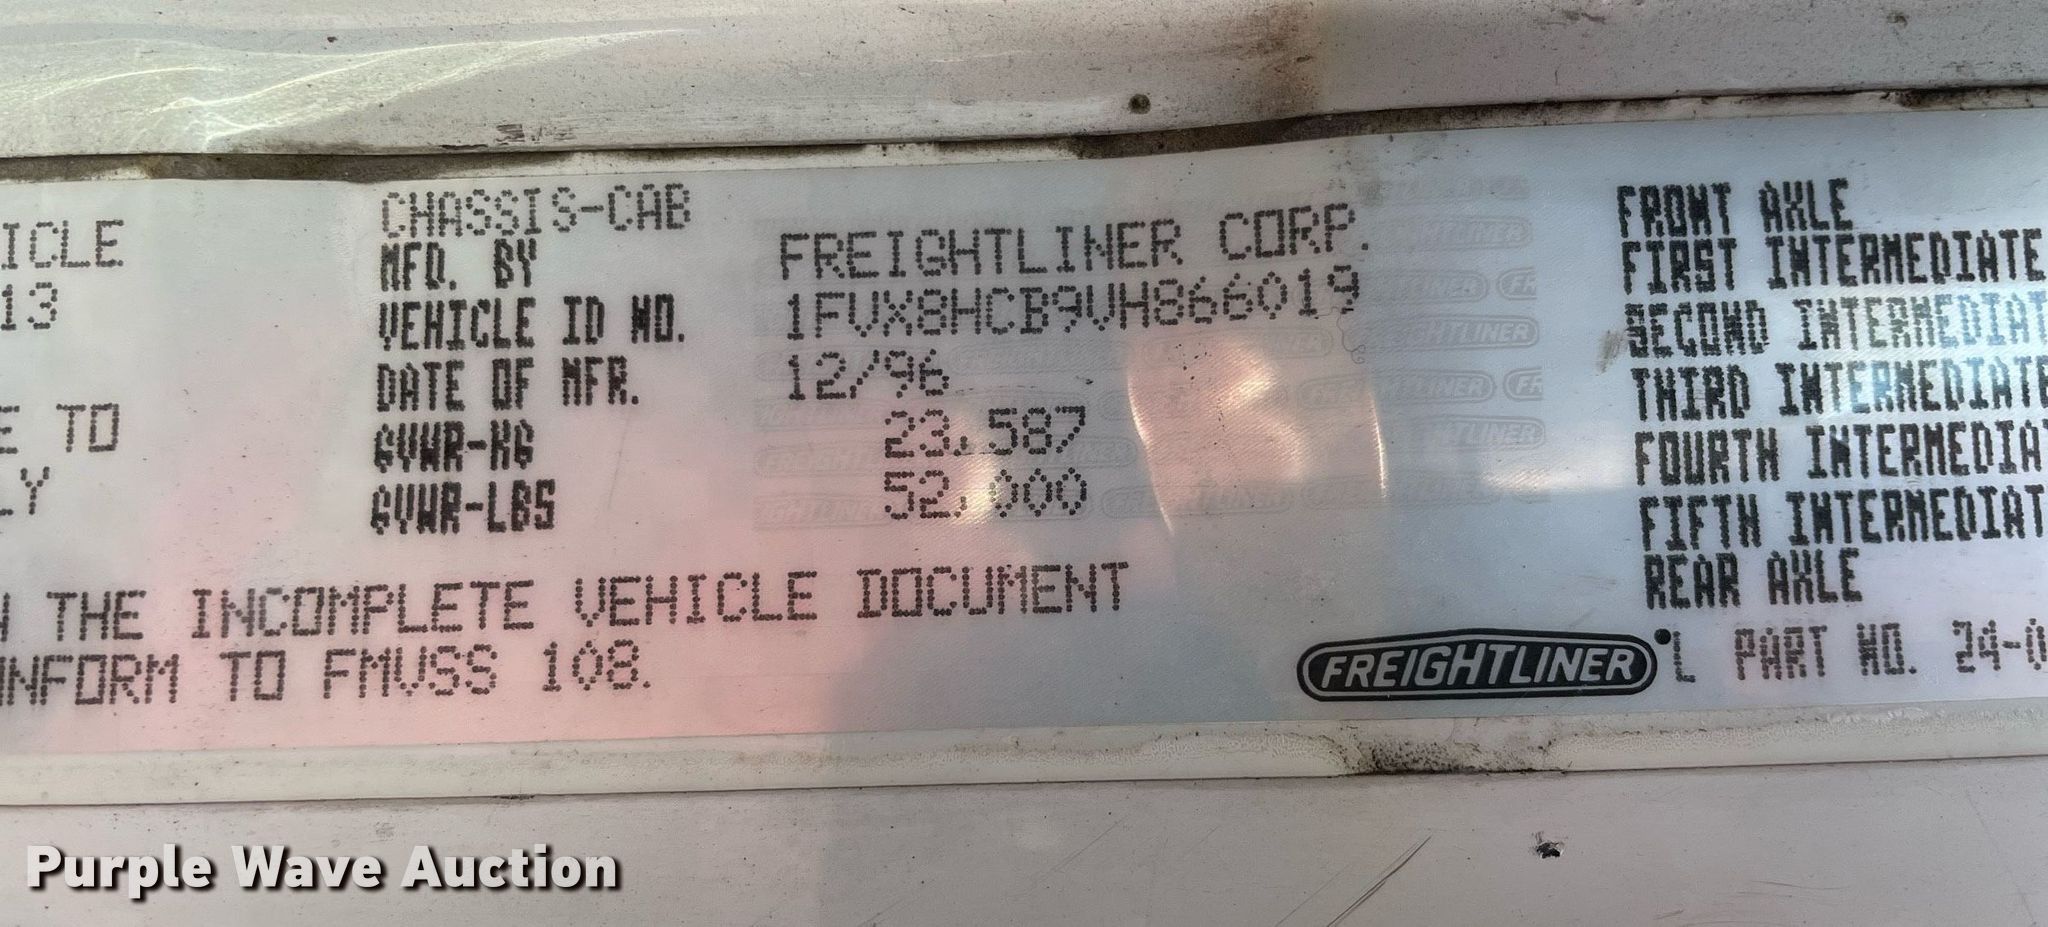 CHASSIS-CAB
ICLE
MFD. BY FREIGHTLINER CORP.
13
VEHICLE ID NO. 1FVX8HCB9VH866019
DATE OF MFR. 12/96
E TO
GVWR-KG 23,587
LY
GVWR-LBS 52,000
N THE INCOMPLETE VEHICLE DOCUMENT
NFORM TO FMVSS 108.
FRONT AXLE
FIRST INTERMEDIATE
SECOND INTERMEDIAT
THIRD INTERMEDIATE
FOURTH INTERMEDIA
FIFTH INTERMEDIAT
REAR AXLE
FREIGHTLINER
L PART NO. 24-0
Purple Wave Auction